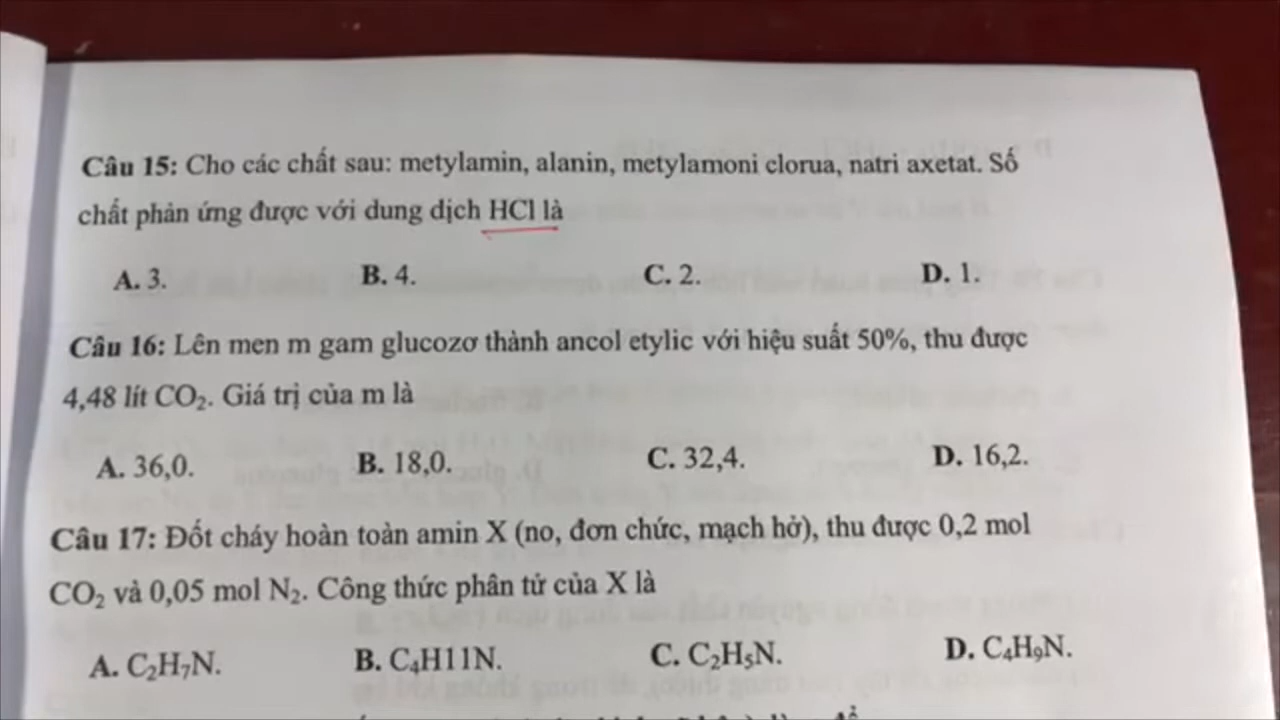 Câu 15: Cho các chất sau: metylamin, alanin, metylamoni clorua, natri axetat. Số
chất phản ứng được với dung dịch HCl là
A. 3. B. 4. C. 2. D. 1.
Câu 16: Lên men m gam glucozơ thành ancol etylic với hiệu suất 50%, thu được
4,48 lít CO₂. Giá trị của m là
A. 36,0. B. 18,0. C. 32,4. D. 16,2.
Câu 17: Đốt cháy hoàn toàn amin X (no, đơn chức, mạch hở), thu được 0,2 mol
CO₂ và 0,05 mol N₂. Công thức phân tử của X là
A. C₂H₇N. B. C₄H11N. C. C₂H₅N. D. C₄H₉N.